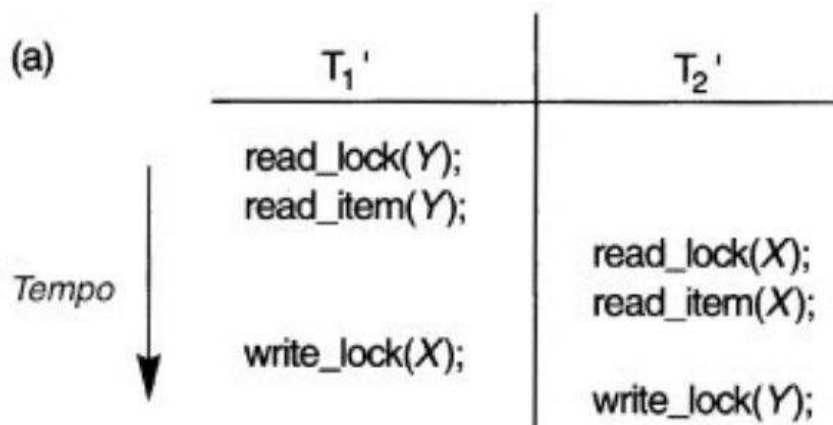 (a)
T₁' T₂'
read_lock(Y);
read_item(Y);
read_lock(X);
Tempo
read_item(X);
write_lock(X);
write_lock(Y);